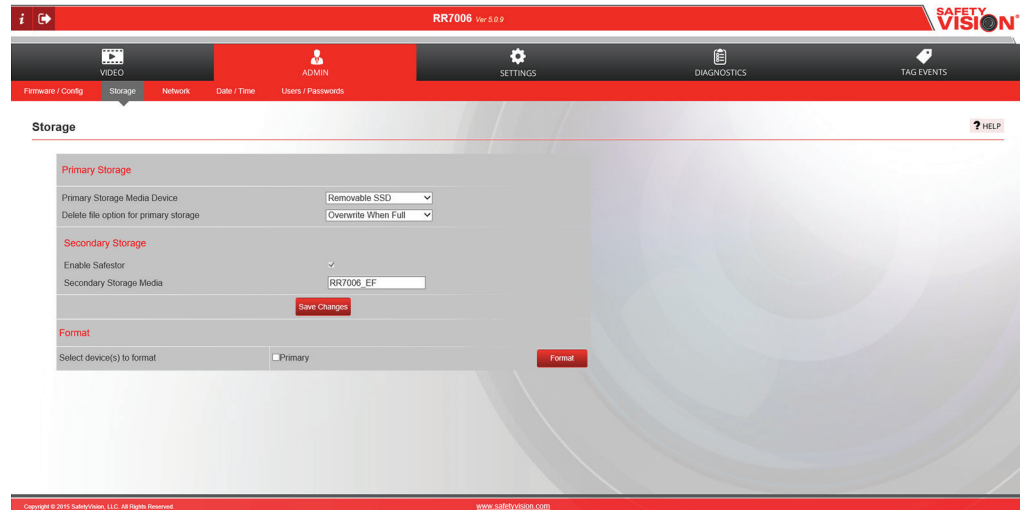 i
RR7006 Ver 5.0.9
SAFETY VISION
VIDEO
ADMIN
SETTINGS
DIAGNOSTICS
TAG EVENTS
Firmware / Config Storage Network Date / Time Users / Passwords
Storage
? HELP
Primary Storage
Primary Storage Media Device Removable SSD
Delete file option for primary storage Overwrite When Full
Secondary Storage
Enable Safestor
Secondary Storage Media RR7006_EF
Save Changes
Format
Select device(s) to format Primary Format
Copyright © 2015 SafetyVision, LLC. All Rights Reserved. www.safetyvision.com